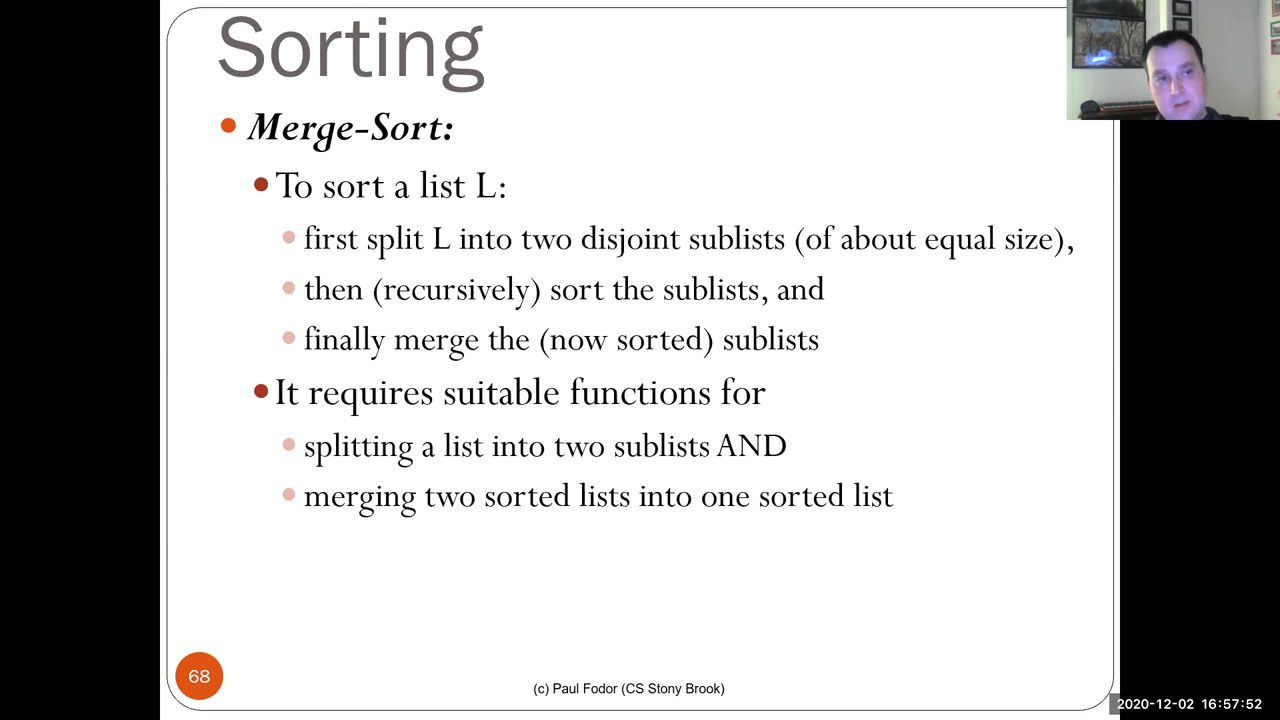 Sorting
Merge-Sort:
To sort a list L:
first split L into two disjoint sublists (of about equal size),
then (recursively) sort the sublists, and
finally merge the (now sorted) sublists
It requires suitable functions for
splitting a list into two sublists AND
merging two sorted lists into one sorted list
68
(c) Paul Fodor (CS Stony Brook)
2020-12-02 16:57:52